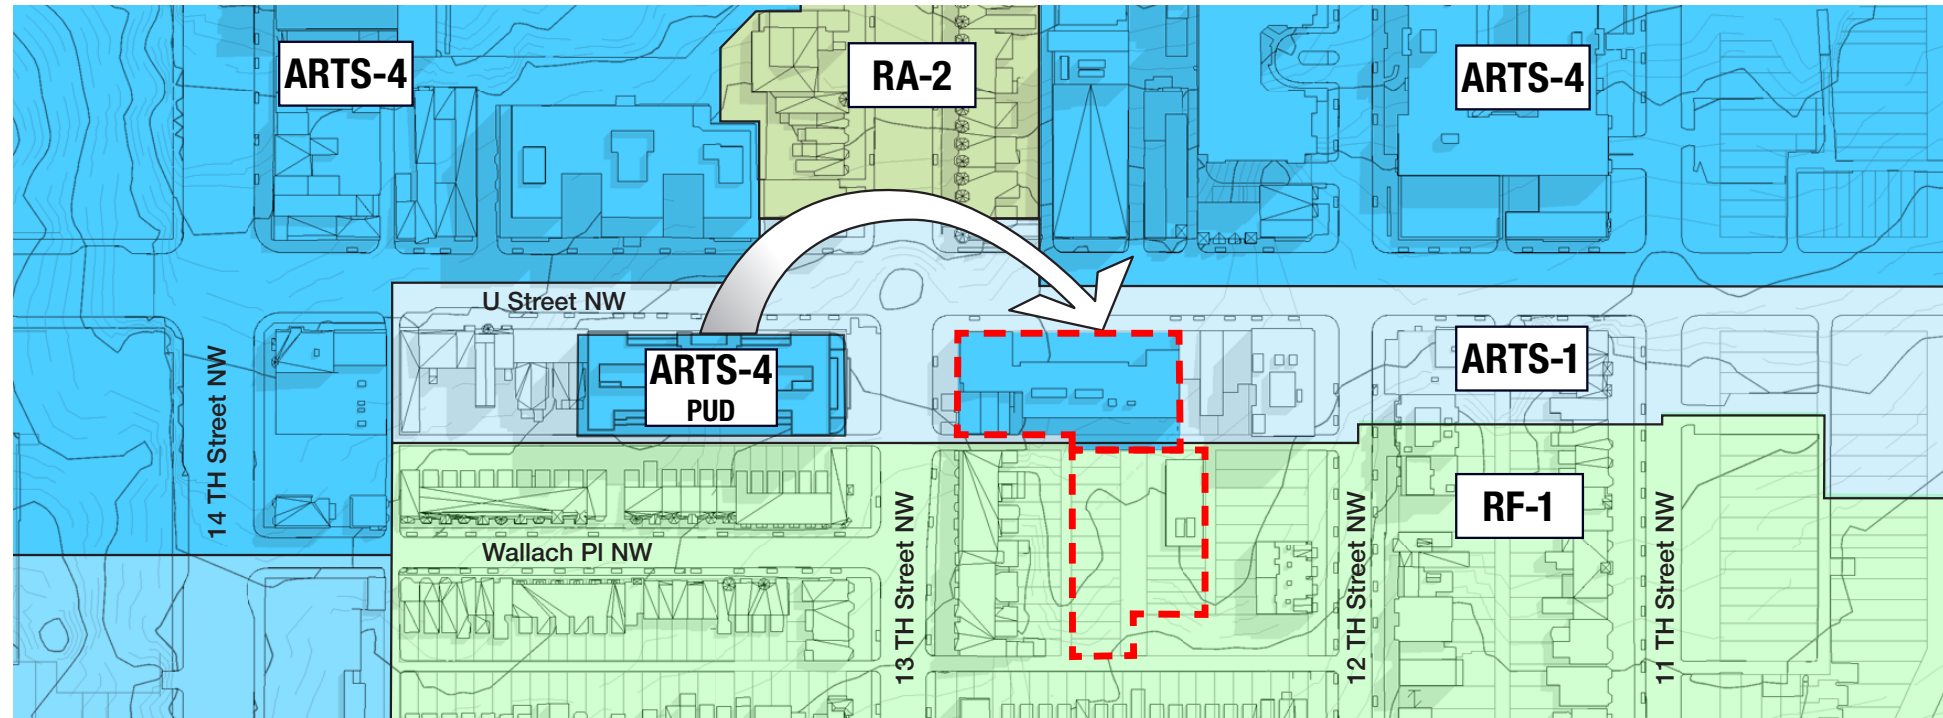 ARTS-4
RA-2
ARTS-4
U Street NW
ARTS-4
PUD
ARTS-1
14 TH Street NW
RF-1
Wallach Pl NW
13 TH Street NW
12 TH Street NW
11 TH Street NW